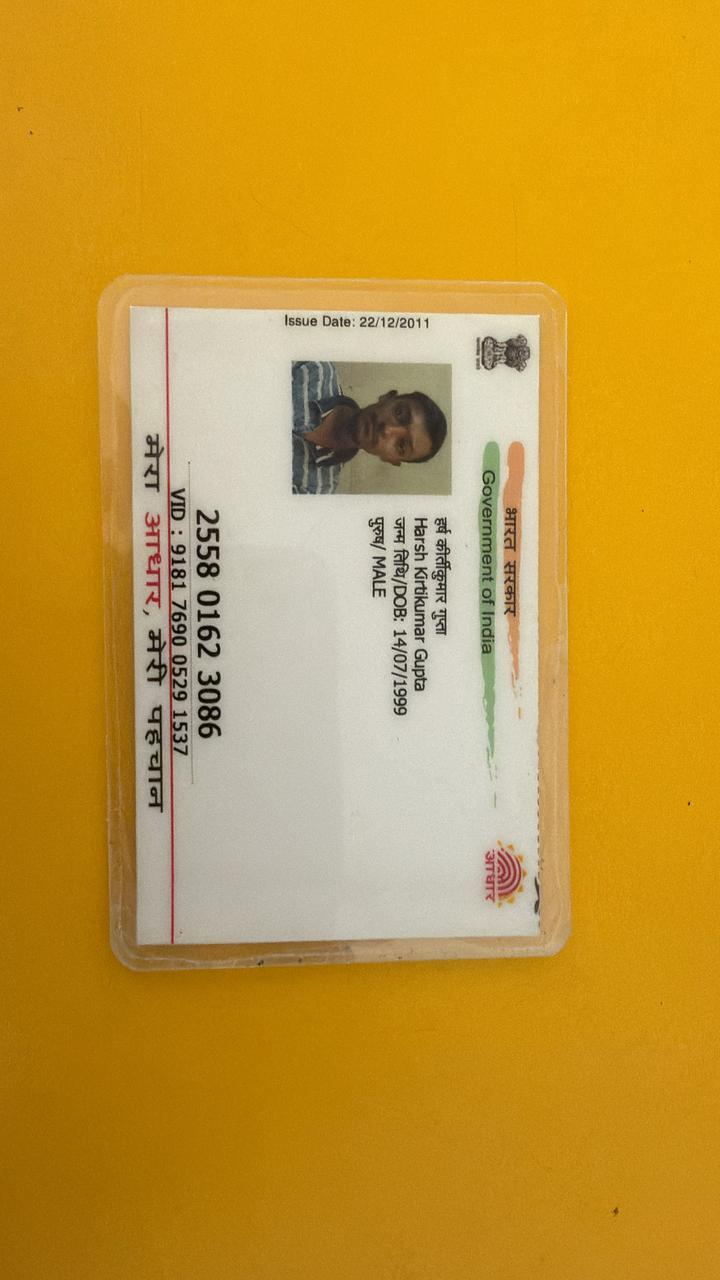 भारत सरकार
Government of India
Issue Date: 22/12/2011
हर्ष कीर्तिकुमार गुप्ता
Harsh Kirtikumar Gupta
जन्म तिथि/DOB: 14/07/1999
पुरुष/ MALE
2558 0162 3086
VID : 9181 7690 0529 1537
मेरा आधार, मेरी पहचान
आधार